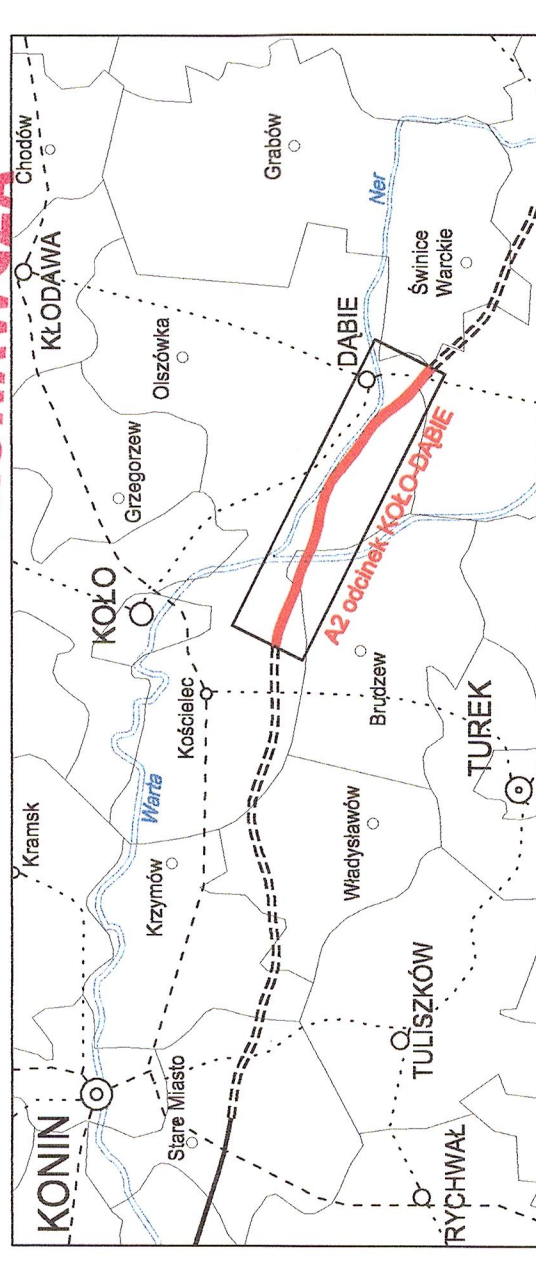 Chodów
KŁODAWA
Grabów
Ner
Świnice
Warckie
DĄBIE
Olszówka
Grzegorzew
KOŁO
A2 odcinek KOŁO-DĄBIE
Kościelec
Brudzew
TUREK
Kramsk
Warta
Krzymów
Władysławów
KONIN
Stare Miasto
TULISZKÓW
RYCHWAŁ